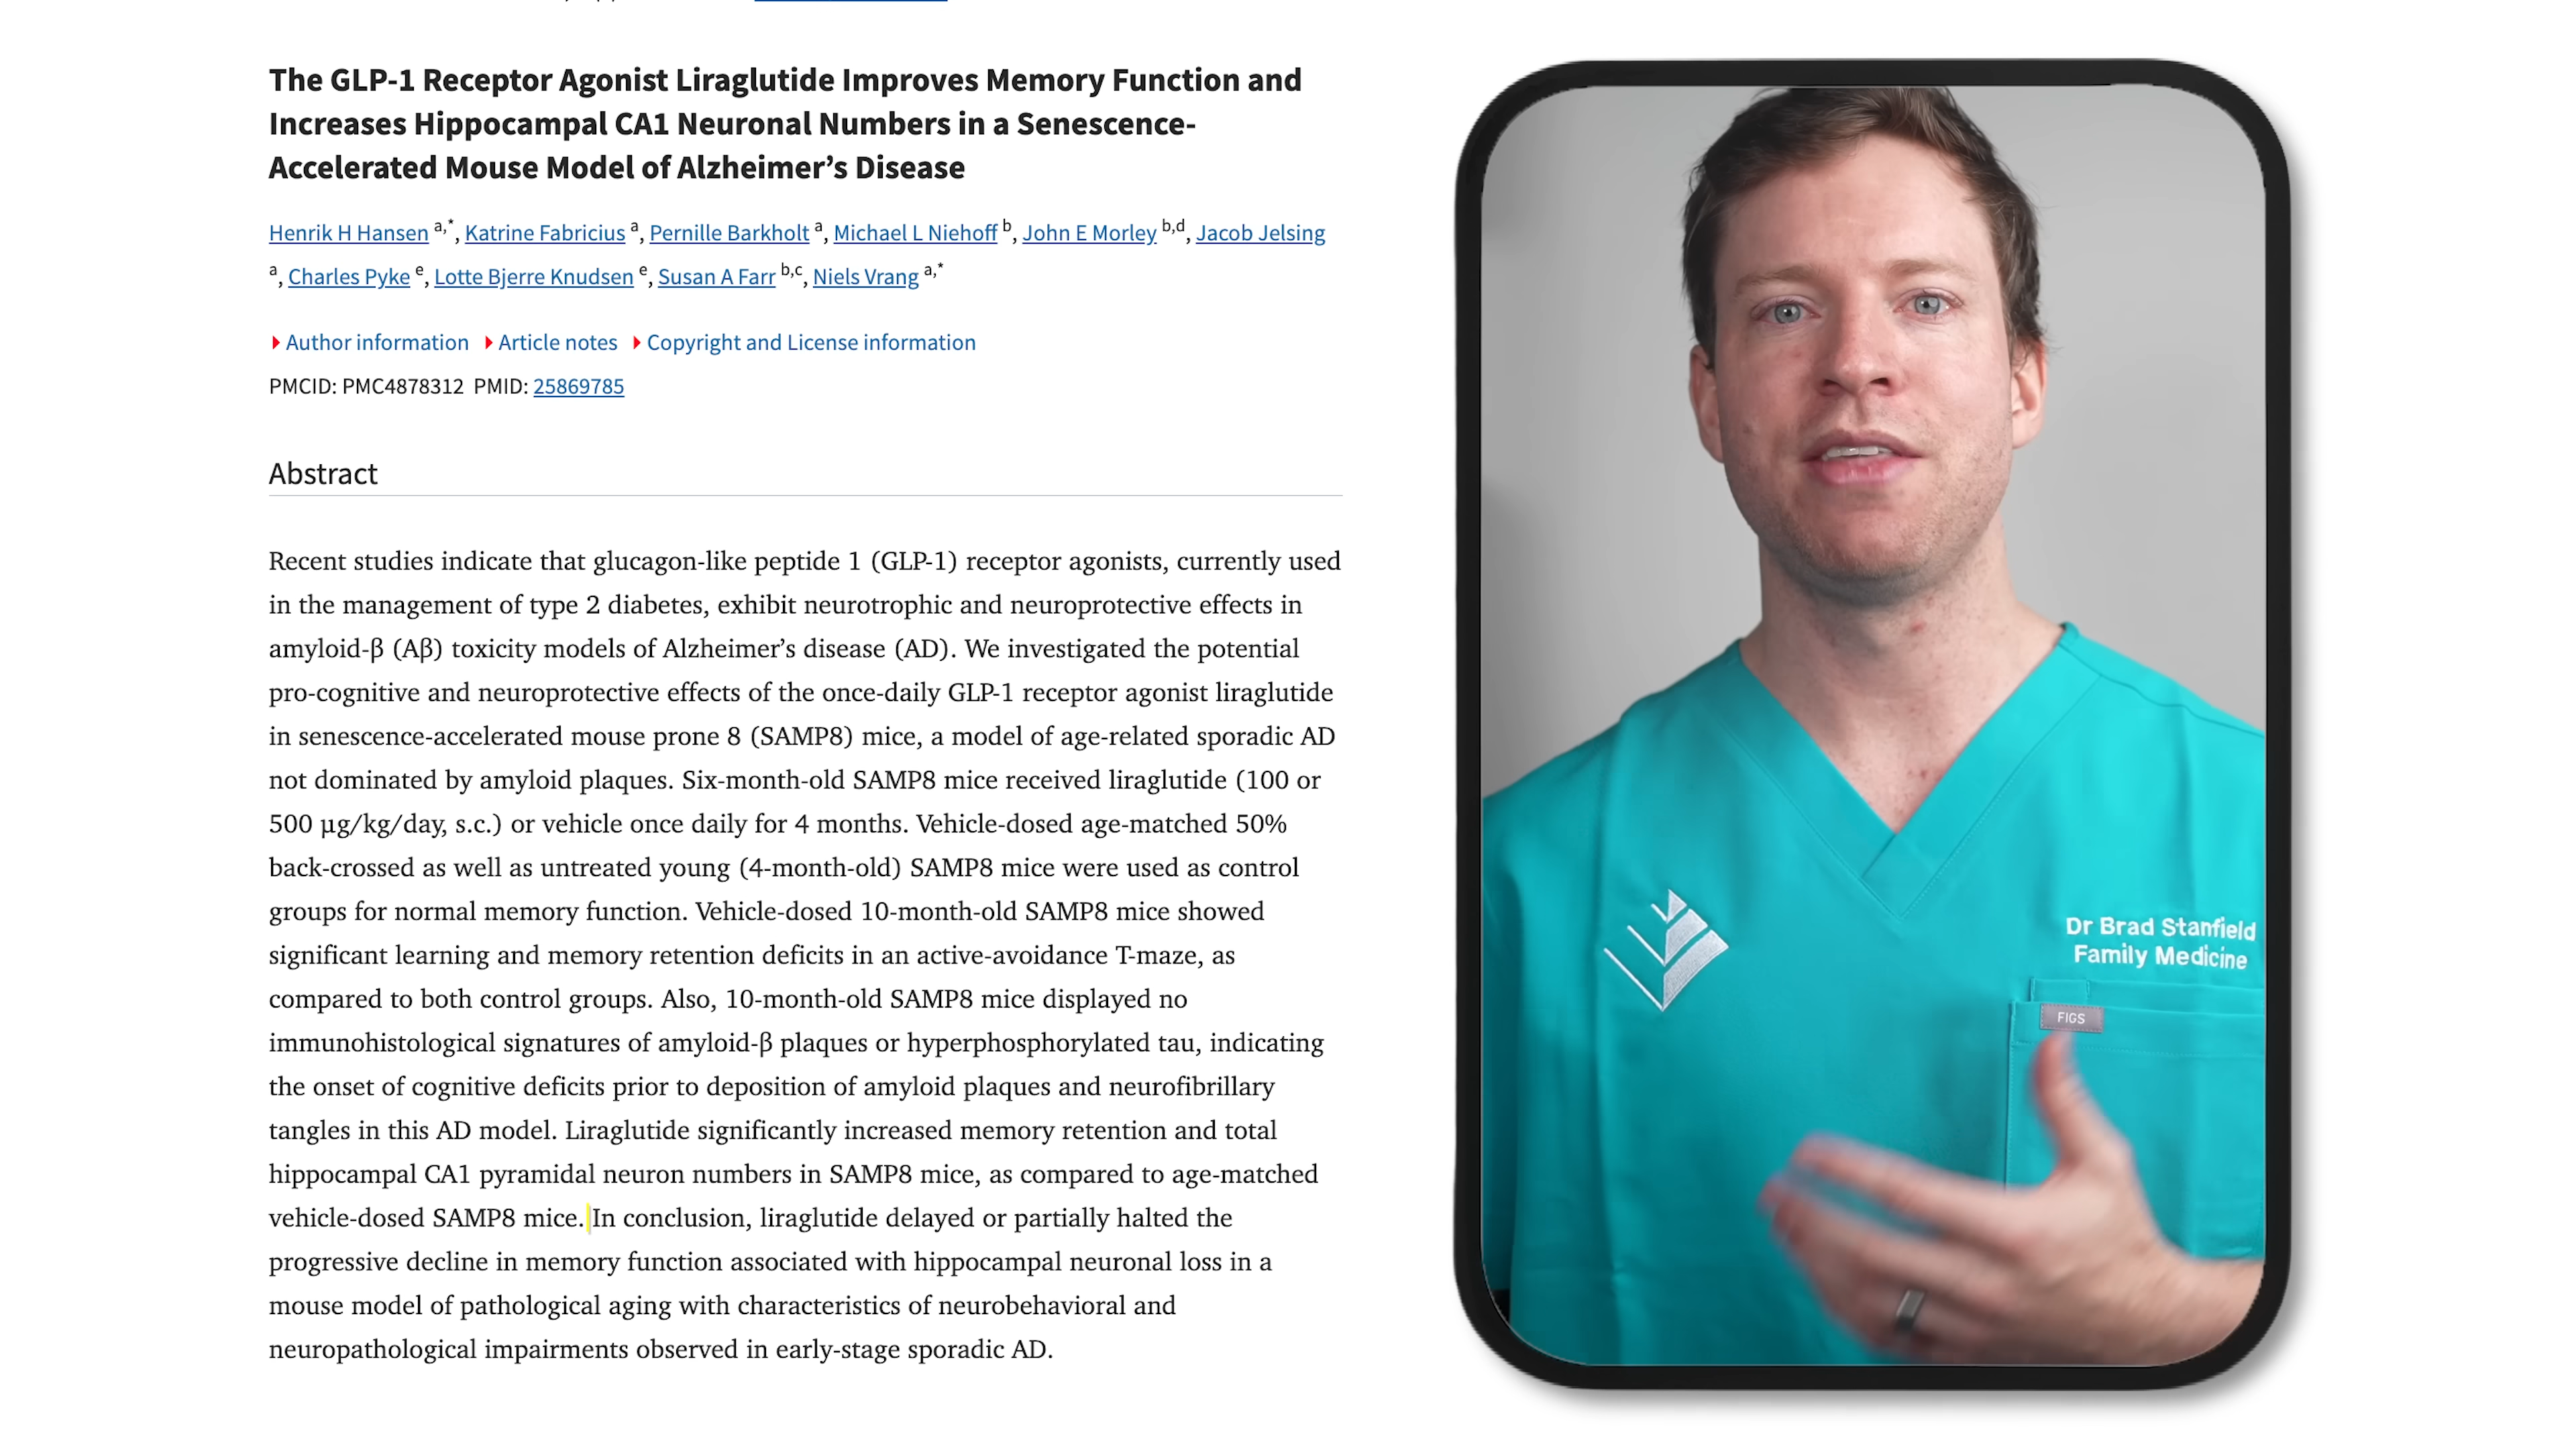 The GLP-1 Receptor Agonist Liraglutide Improves Memory Function and
Increases Hippocampal CA1 Neuronal Numbers in a Senescence-
Accelerated Mouse Model of Alzheimer’s Disease
Henrik H Hansen a,*, Katrine Fabricius a, Pernille Barkholt a, Michael L Niehoff b, John E Morley b,d, Jacob Jelsing
a, Charles Pyke e, Lotte Bjerre Knudsen e, Susan A Farr b,c, Niels Vrang a,*
Author information Article notes Copyright and License information
PMCID: PMC4878312 PMID: 25869785
Abstract
Recent studies indicate that glucagon-like peptide 1 (GLP-1) receptor agonists, currently used
in the management of type 2 diabetes, exhibit neurotrophic and neuroprotective effects in
amyloid-β (Aβ) toxicity models of Alzheimer’s disease (AD). We investigated the potential
pro-cognitive and neuroprotective effects of the once-daily GLP-1 receptor agonist liraglutide
in senescence-accelerated mouse prone 8 (SAMP8) mice, a model of age-related sporadic AD
not dominated by amyloid plaques. Six-month-old SAMP8 mice received liraglutide (100 or
500 μg/kg/day, s.c.) or vehicle once daily for 4 months. Vehicle-dosed age-matched 50%
back-crossed as well as untreated young (4-month-old) SAMP8 mice were used as control
groups for normal memory function. Vehicle-dosed 10-month-old SAMP8 mice showed
significant learning and memory retention deficits in an active-avoidance T-maze, as
compared to both control groups. Also, 10-month-old SAMP8 mice displayed no
immunohistological signatures of amyloid-β plaques or hyperphosphorylated tau, indicating
the onset of cognitive deficits prior to deposition of amyloid plaques and neurofibrillary
tangles in this AD model. Liraglutide significantly increased memory retention and total
hippocampal CA1 pyramidal neuron numbers in SAMP8 mice, as compared to age-matched
vehicle-dosed SAMP8 mice. In conclusion, liraglutide delayed or partially halted the
progressive decline in memory function associated with hippocampal neuronal loss in a
mouse model of pathological aging with characteristics of neurobehavioral and
neuropathological impairments observed in early-stage sporadic AD.
Dr Brad Stanfield
Family Medicine
FIGS